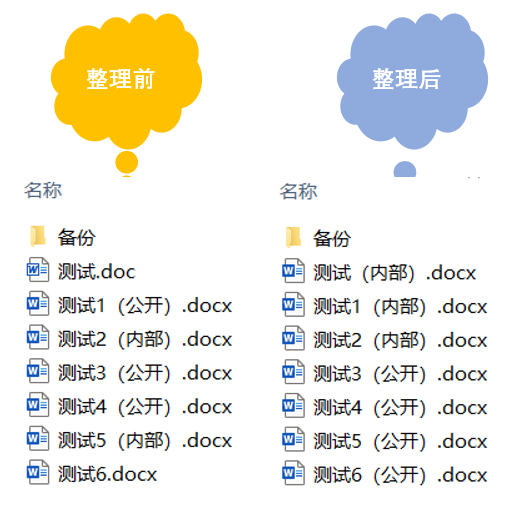 整理前
名称
备份
测试.doc
测试1（公开）.docx
测试2（内部）.docx
测试3（公开）.docx
测试4（公开）.docx
测试5（内部）.docx
测试6.docx
整理后
名称
备份
测试（内部）.docx
测试1（内部）.docx
测试2（内部）.docx
测试3（公开）.docx
测试4（公开）.docx
测试5（公开）.docx
测试6（公开）.docx